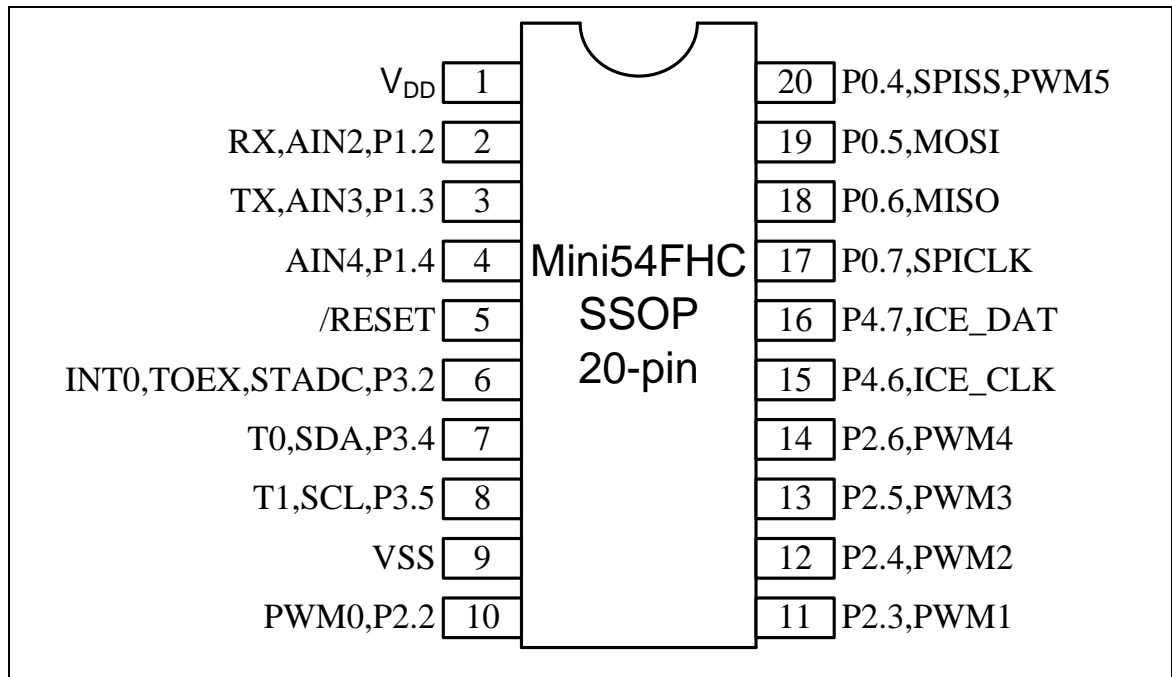 V_DD 1
RX,AIN2,P1.2 2
TX,AIN3,P1.3 3
AIN4,P1.4 4
/RESET 5
INT0,TOEX,STADC,P3.2 6
T0,SDA,P3.4 7
T1,SCL,P3.5 8
VSS 9
PWM0,P2.2 10
Mini54FHC
SSOP
20-pin
20 P0.4,SPISS,PWM5
19 P0.5,MOSI
18 P0.6,MISO
17 P0.7,SPICLK
16 P4.7,ICE_DAT
15 P4.6,ICE_CLK
14 P2.6,PWM4
13 P2.5,PWM3
12 P2.4,PWM2
11 P2.3,PWM1